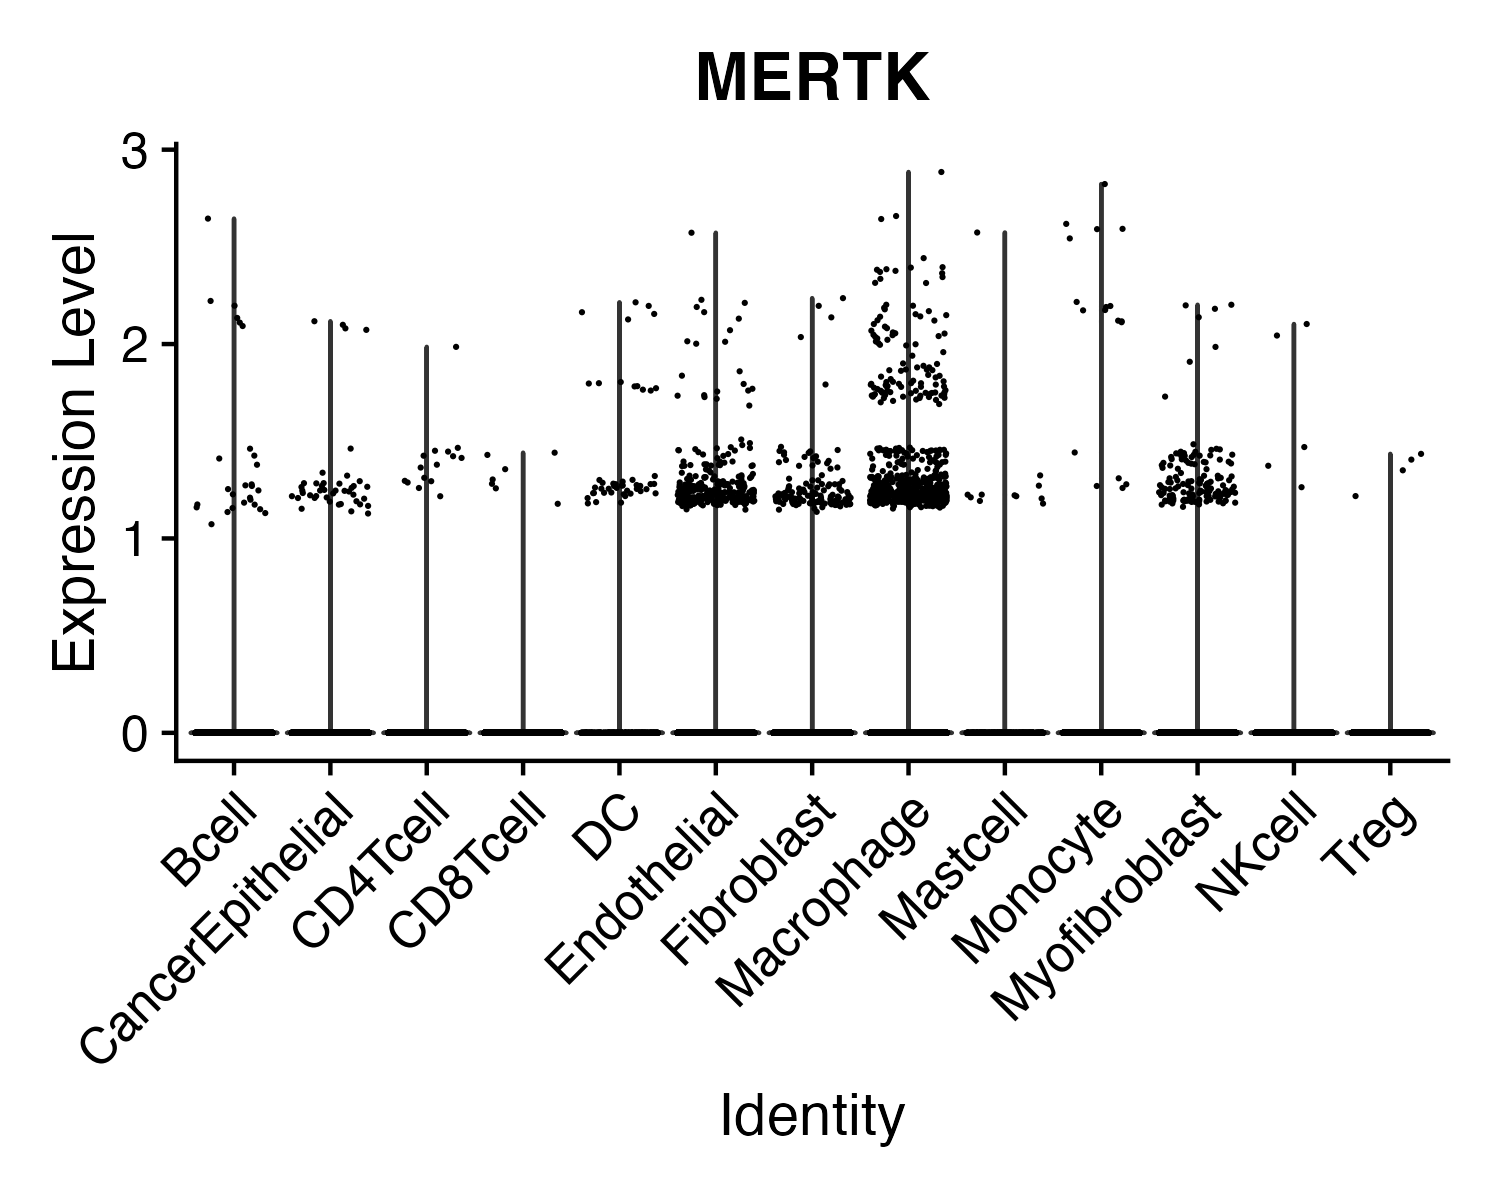 MERTK
Expression Level
3
2
1
0
Bcell
CancerEpithelial
CD4Tcell
CD8Tcell
DC
Endothelial
Fibroblast
Macrophage
Mastcell
Monocyte
Myofibroblast
NKcell
Treg
Identity